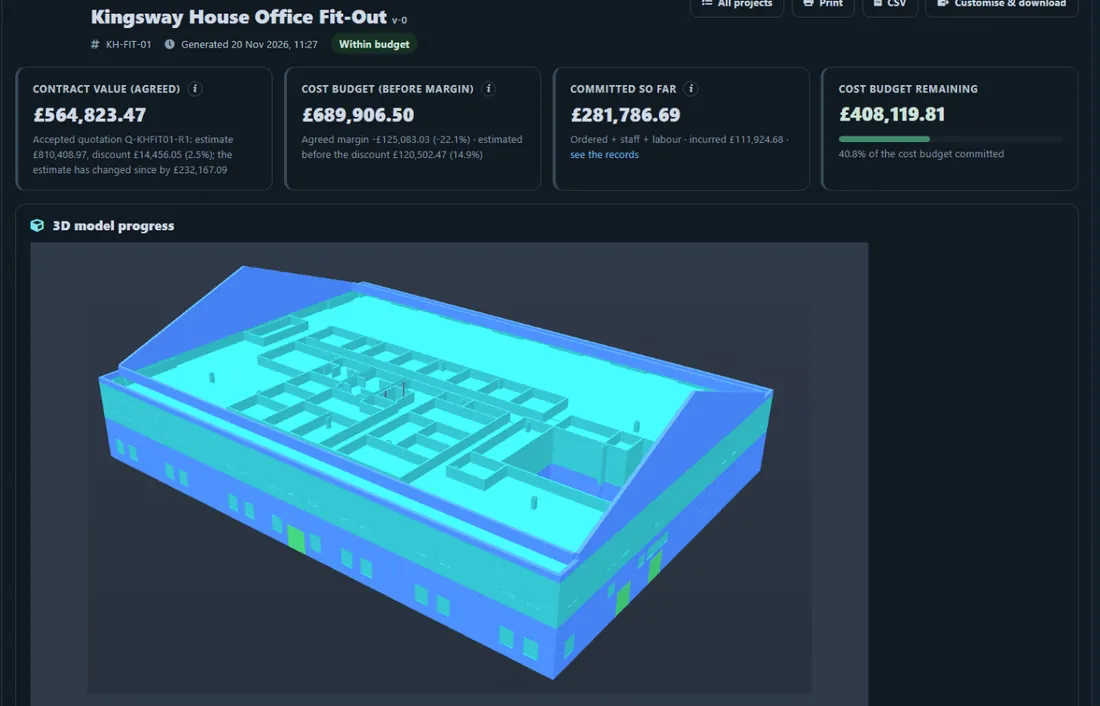 All projects
Print
CSV
Customise & download
Kingsway House Office Fit-Out v-0
# KH-FIT-01 Generated 20 Nov 2026, 11:27 Within budget
CONTRACT VALUE (AGREED) i
£564,823.47
Accepted quotation Q-KHFIT01-R1: estimate
£810,408.97, discount £14,456.05 (2.5%); the
estimate has changed since by £232,167.09
COST BUDGET (BEFORE MARGIN) i
£689,906.50
Agreed margin -£125,083.03 (-22.1%) · estimated
before the discount £120,502.47 (14.9%)
COMMITTED SO FAR i
£281,786.69
Ordered + staff + labour · incurred £111,924.68 ·
see the records
COST BUDGET REMAINING
£408,119.81
40.8% of the cost budget committed
3D model progress